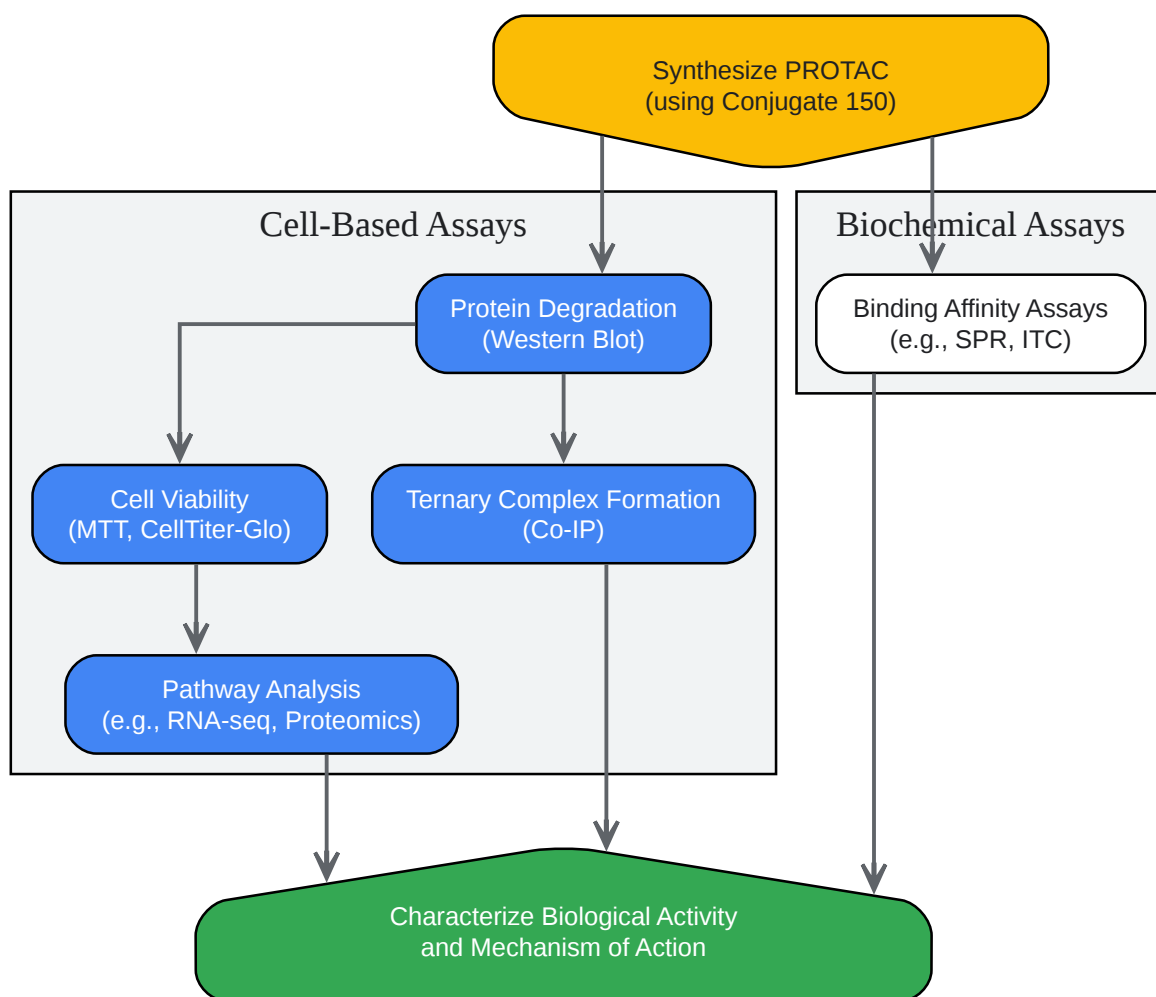 Synthesize PROTAC
(using Conjugate 150)
Cell-Based Assays
Biochemical Assays
Protein Degradation
(Western Blot)
Binding Affinity Assays
(e.g., SPR, ITC)
Cell Viability
(MTT, CellTiter-Glo)
Ternary Complex Formation
(Co-IP)
Pathway Analysis
(e.g., RNA-seq, Proteomics)
Characterize Biological Activity
and Mechanism of Action